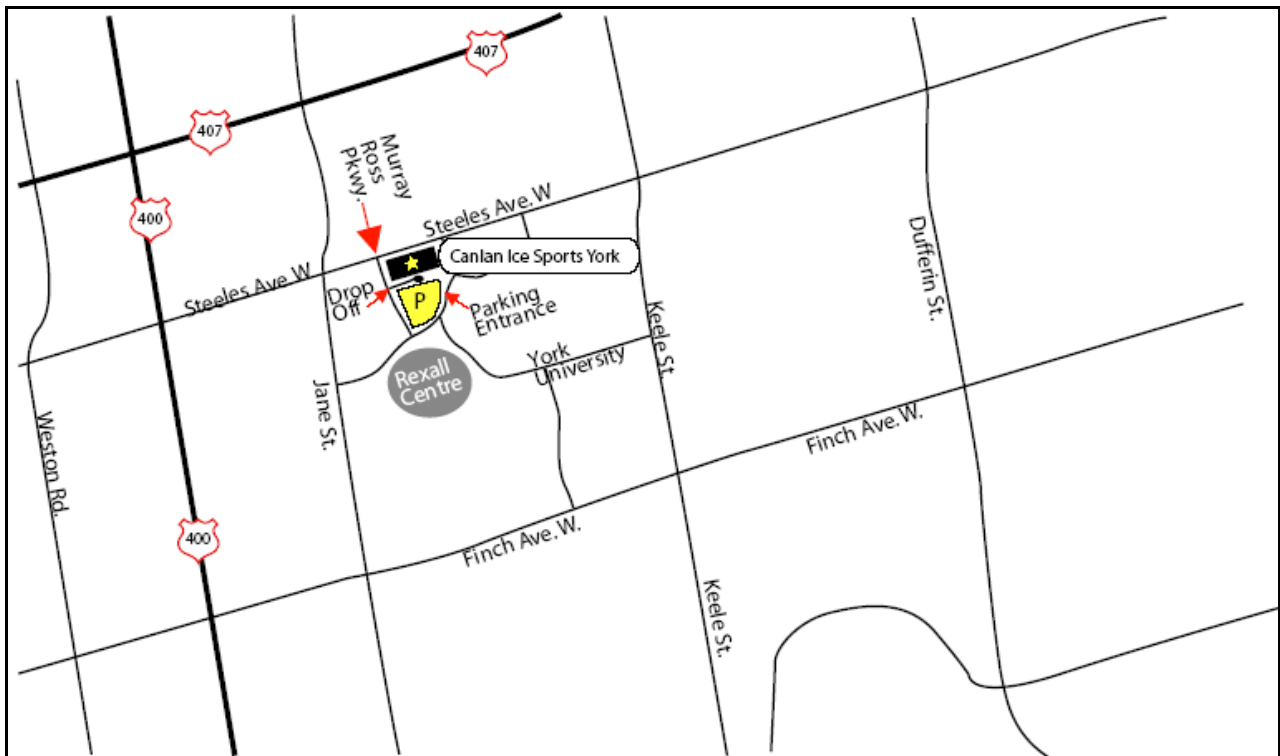 407
407
Murray
Ross
Pkwy.
400
Steeles Ave. W
Canlan Ice Sports York
Steeles Ave. W
Drop
Off
P
Parking
Entrance
Dufferin St.
Keele St.
York
University
Rexall
Centre
Jane St.
Weston Rd.
Finch Ave. W.
400
Finch Ave. W.
Keele St.